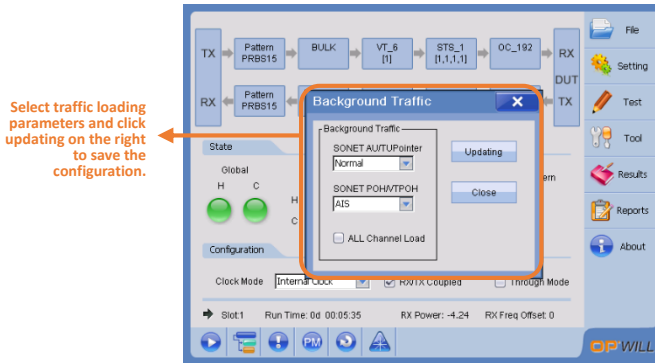 Select traffic loading
parameters and click
updating on the right
to save the
configuration.
TX
Pattern
PRBS15
BULK
VT_6
[1]
STS_1
[1,1,1,1]
OC_192
RX
DUT
RX
Pattern
PRBS15
TX
Background Traffic
X
Background Traffic
SONET AU/TUPointer
Normal
SONET POH/VTPOH
AIS
ALL Channel Load
Updating
Close
State
Global
H C
H
C
ern
Configuration
Clock Mode Internal Clock RX/TX Coupled Through Mode
Slot:1 Run Time: 0d 00:05:35 RX Power: -4.24 RX Freq Offset: 0
PM
File
Setting
Test
Tool
Results
Reports
About
OPWILL